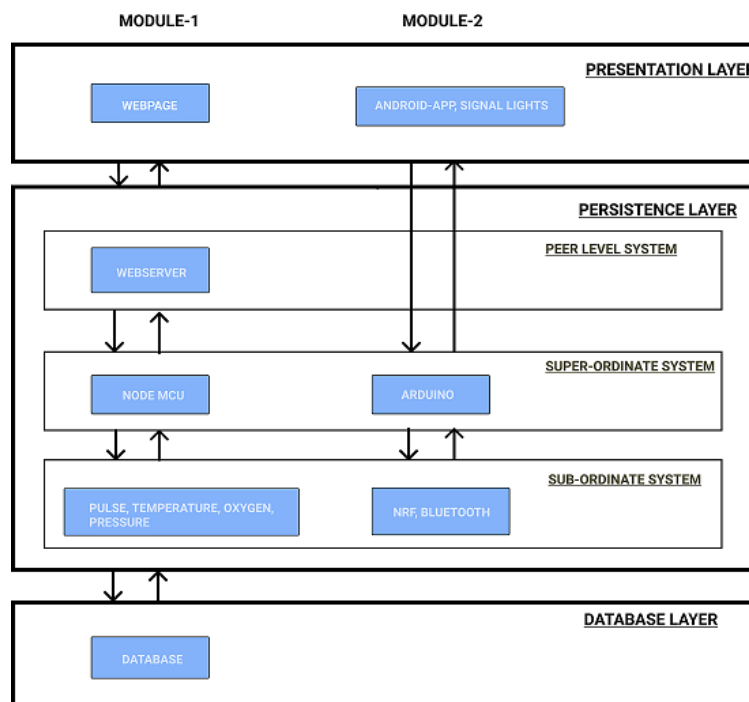 MODULE-1
MODULE-2
PRESENTATION LAYER
WEBPAGE
ANDROID-APP, SIGNAL LIGHTS
PERSISTENCE LAYER
PEER LEVEL SYSTEM
WEBSERVER
SUPER-ORDINATE SYSTEM
NODE MCU
ARDUINO
SUB-ORDINATE SYSTEM
PULSE, TEMPERATURE, OXYGEN,
PRESSURE
NRF, BLUETOOTH
DATABASE LAYER
DATABASE